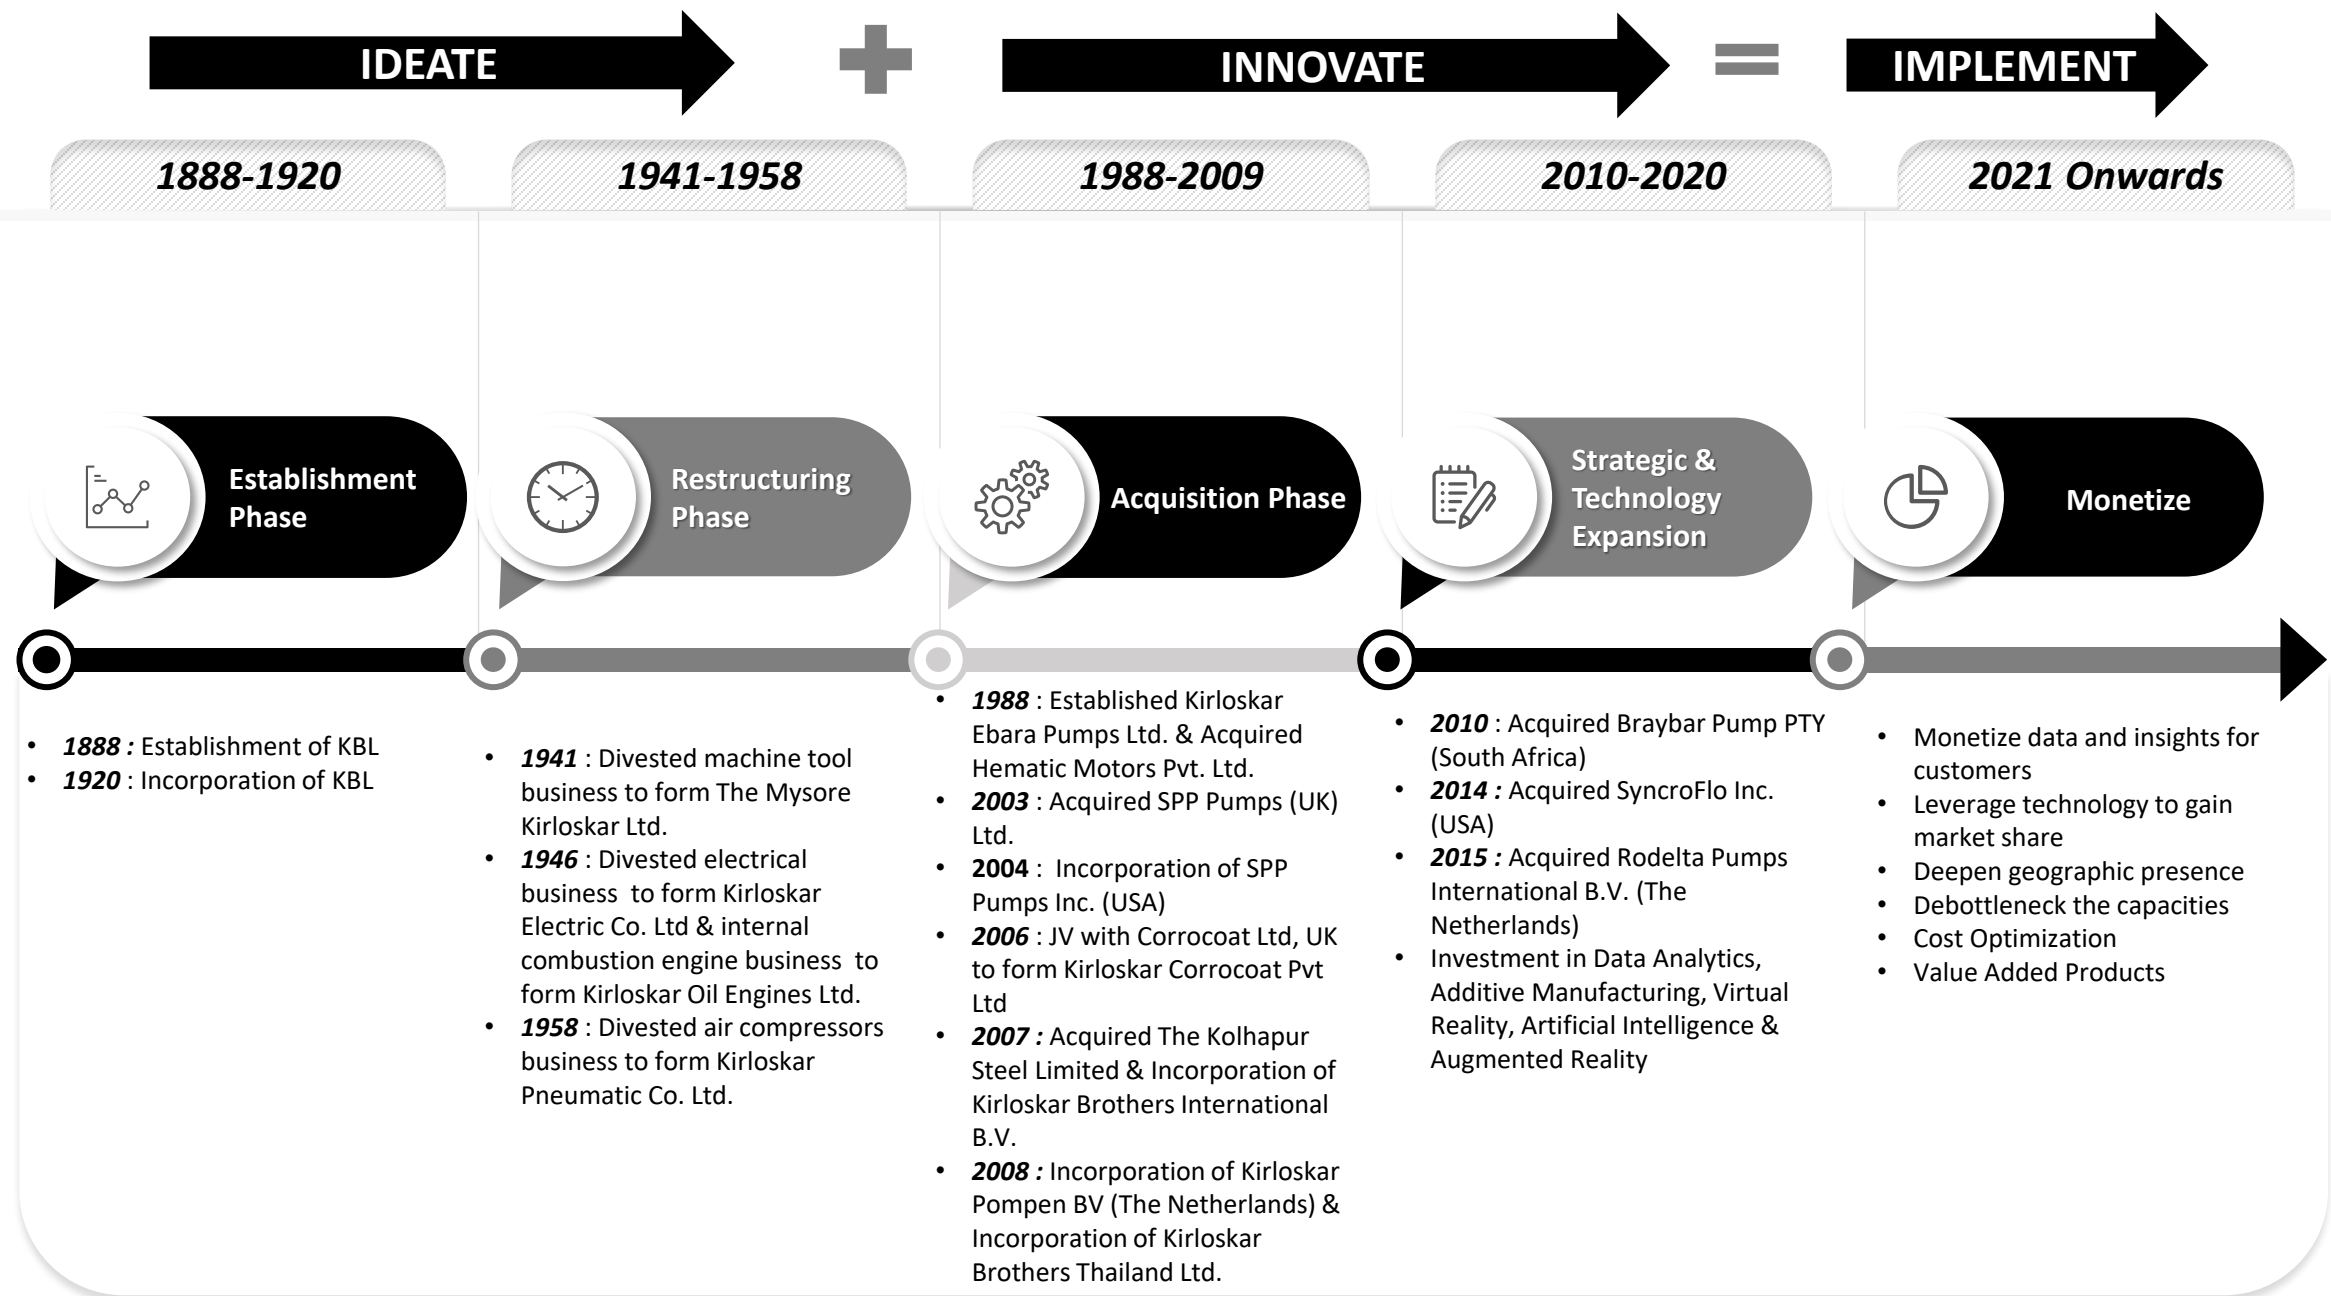 IDEATE
INNOVATE
IMPLEMENT
1888-1920
1941-1958
1988-2009
2010-2020
2021 Onwards
Establishment
Phase
Restructuring
Phase
Acquisition Phase
Strategic &
Technology
Expansion
Monetize
• 1888 : Establishment of KBL
• 1920 : Incorporation of KBL
• 1941 : Divested machine tool
business to form The Mysore
Kirloskar Ltd.
• 1946 : Divested electrical
business to form Kirloskar
Electric Co. Ltd & internal
combustion engine business to
form Kirloskar Oil Engines Ltd.
• 1958 : Divested air compressors
business to form Kirloskar
Pneumatic Co. Ltd.
• 1988 : Established Kirloskar
Ebara Pumps Ltd. & Acquired
Hematic Motors Pvt. Ltd.
• 2003 : Acquired SPP Pumps (UK)
Ltd.
• 2004 : Incorporation of SPP
Pumps Inc. (USA)
• 2006 : JV with Corrocoat Ltd, UK
to form Kirloskar Corrocoat Pvt
Ltd
• 2007 : Acquired The Kolhapur
Steel Limited & Incorporation of
Kirloskar Brothers International
B.V.
• 2008 : Incorporation of Kirloskar
Pompen BV (The Netherlands) &
Incorporation of Kirloskar
Brothers Thailand Ltd.
• 2010 : Acquired Braybar Pump PTY
(South Africa)
• 2014 : Acquired SyncroFlo Inc.
(USA)
• 2015 : Acquired Rodelta Pumps
International B.V. (The
Netherlands)
• Investment in Data Analytics,
Additive Manufacturing, Virtual
Reality, Artificial Intelligence &
Augmented Reality
• Monetize data and insights for
customers
• Leverage technology to gain
market share
• Deepen geographic presence
• Debottleneck the capacities
• Cost Optimization
• Value Added Products